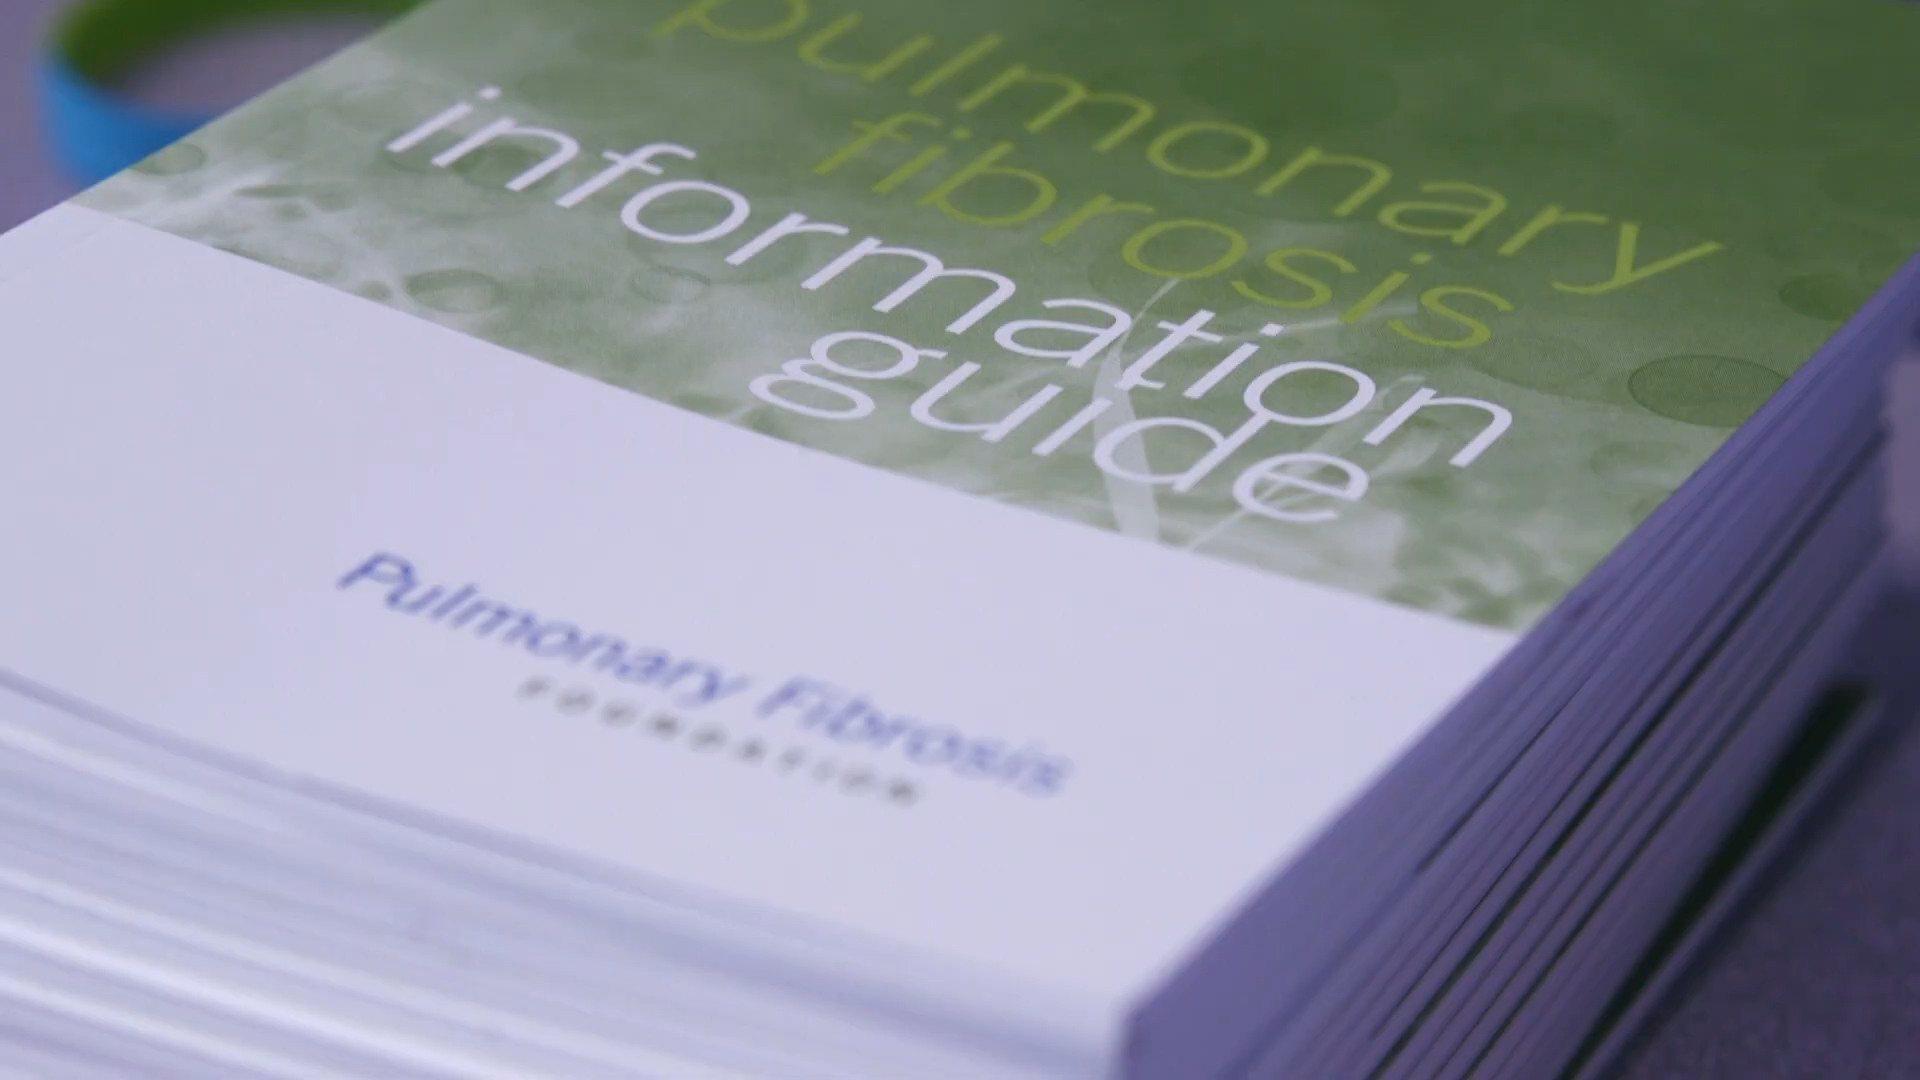 pulmonary
fibrosis
information
guide
Pulmonary Fibrosis
FOUNDATION